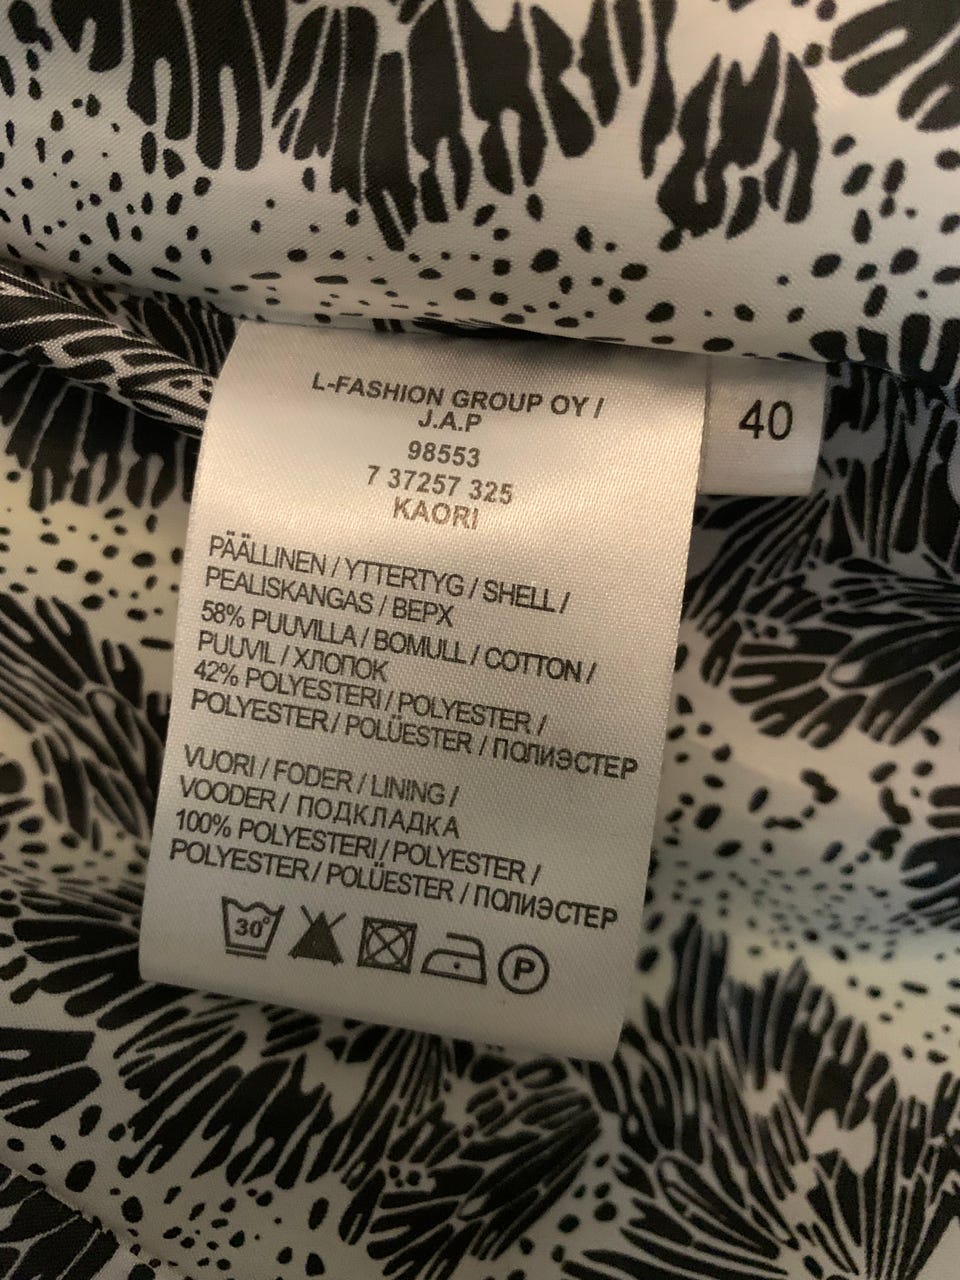 L-FASHION GROUP OY /
J.A.P
98553
7 37257 325
KAORI
40
PÄÄLLINEN / YTTERTYG / SHELL /
PEALISKANGAS / ВЕРХ
58% PUUVILLA / BOMULL / COTTON /
PUUVIL / ХЛОПОК
42% POLYESTERI / POLYESTER /
POLYESTER / POLÜESTER / ПОЛИЭСТЕР
VUORI / FODER / LINING /
VOODER / ПОДКЛАДКА
100% POLYESTERI / POLYESTER /
POLYESTER / POLÜESTER / ПОЛИЭСТЕР
30° P